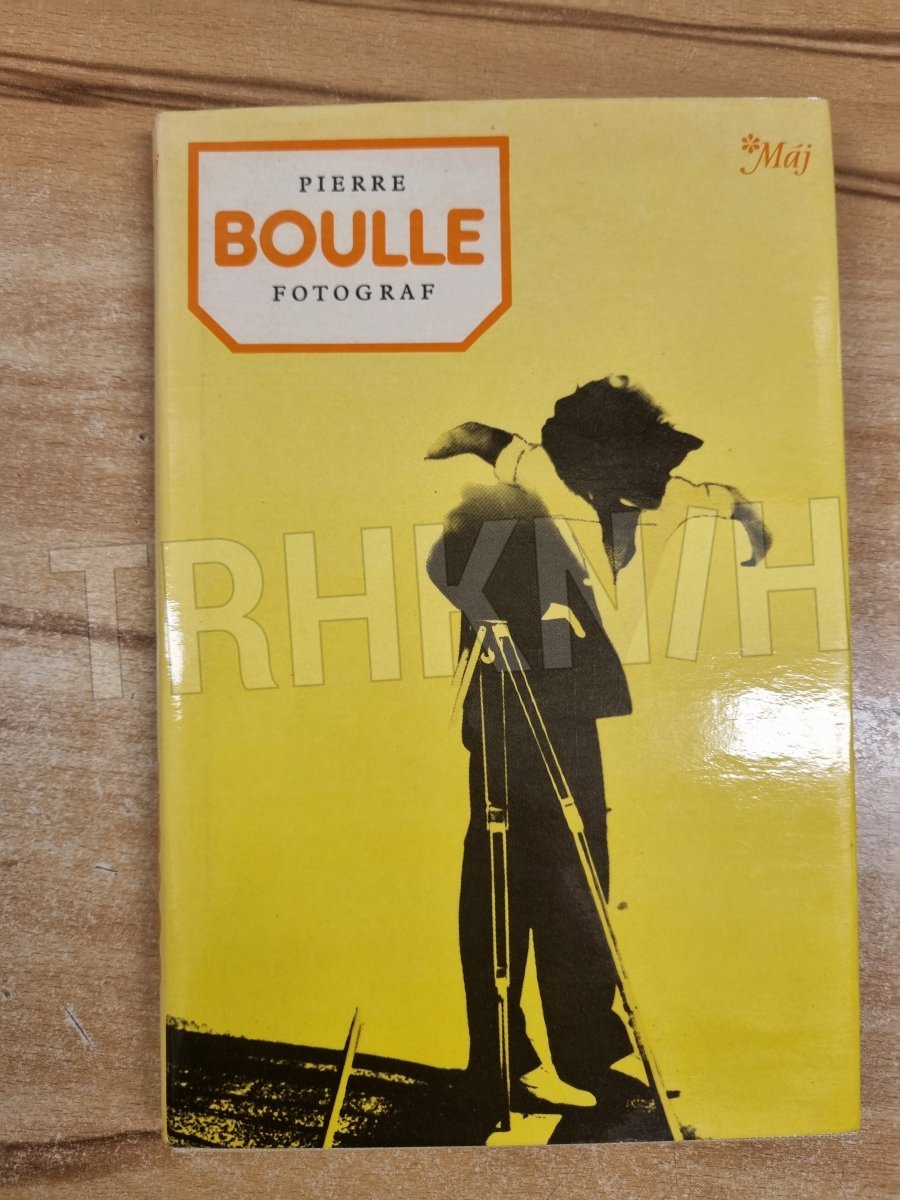 PIERRE
BOULLE
FOTOGRAF
*Máj
TRHKNIH